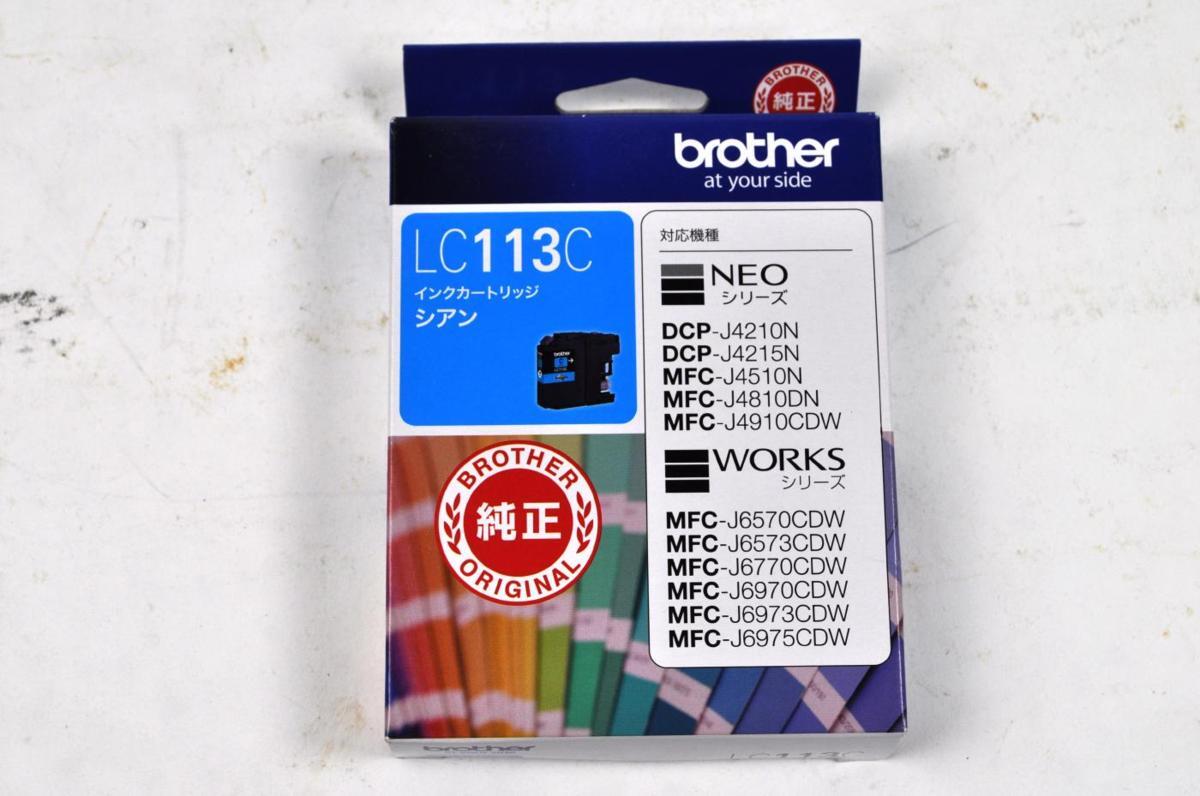 BROTHER
純正
brother
at your side
LC113C
インクカートリッジ
シアン
brother
対応機種
NEO
シリーズ
DCP-J4210N
DCP-J4215N
MFC-J4510N
MFC-J4810DN
MFC-J4910CDW
WORKS
シリーズ
MFC-J6570CDW
MFC-J6573CDW
MFC-J6770CDW
MFC-J6970CDW
MFC-J6973CDW
MFC-J6975CDW
BROTHER
純正
ORIGINAL
brother
LC113C